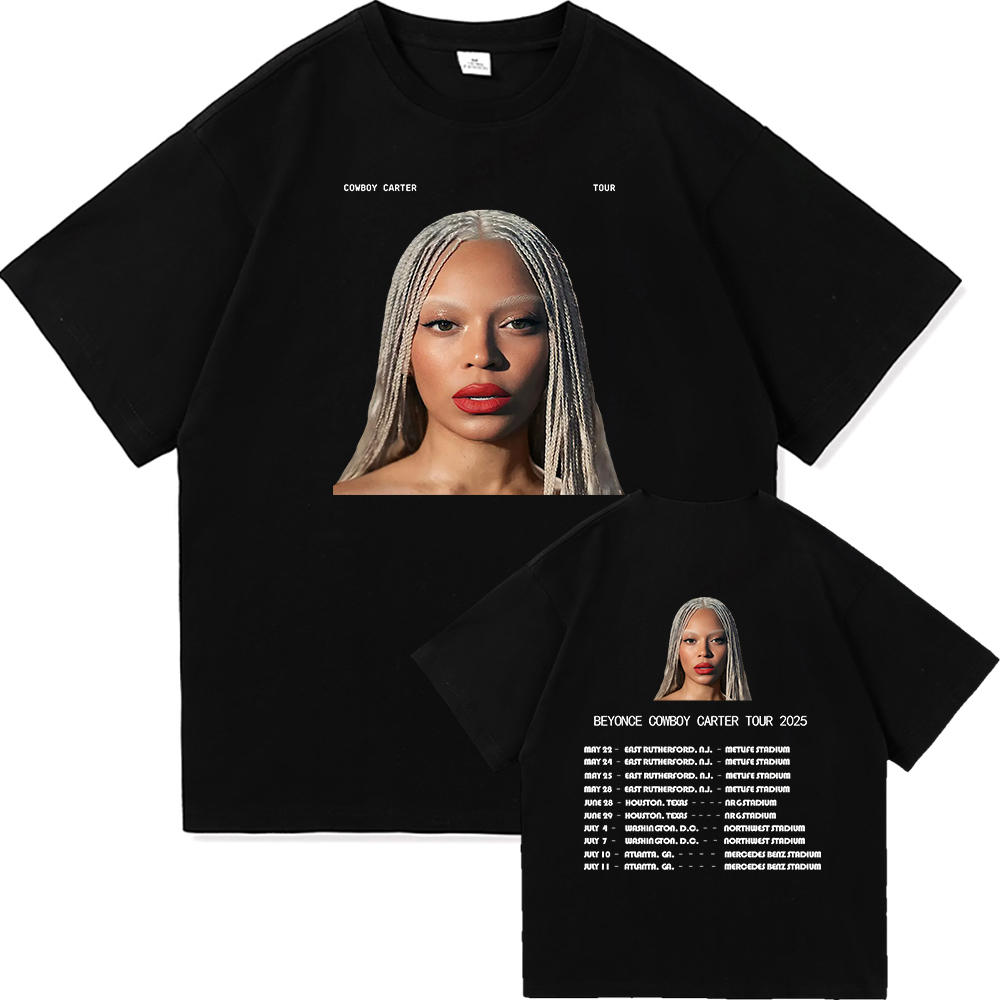 COWBOY CARTER TOUR
BEYONCE COWBOY CARTER TOUR 2025
MAY 22 - EAST RUTHERFORD, N.J. - METLIFE STADIUM
MAY 24 - EAST RUTHERFORD, N.J. - METLIFE STADIUM
MAY 25 - EAST RUTHERFORD, N.J. - METLIFE STADIUM
MAY 28 - EAST RUTHERFORD, N.J. - METLIFE STADIUM
JUNE 28 - HOUSTON, TEXAS - - - - NRG STADIUM
JUNE 29 - HOUSTON, TEXAS - - - - NRG STADIUM
JULY 4 - WASHINGTON, D.C. - - NORTHWEST STADIUM
JULY 7 - WASHINGTON, D.C. - - NORTHWEST STADIUM
JULY 10 - ATLANTA, GA. - - - - MERCEDES BENZ STADIUM
JULY 11 - ATLANTA, GA. - - - - MERCEDES BENZ STADIUM